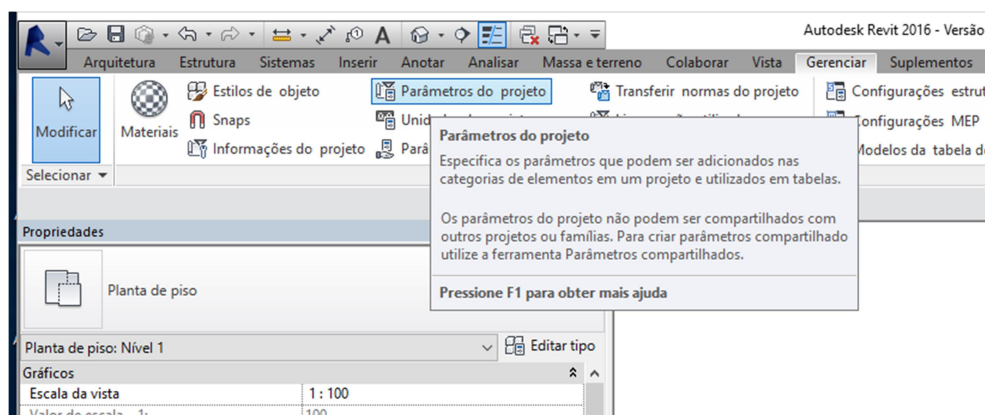 Autodesk Revit 2016 - Versão
Arquitetura Estrutura Sistemas Inserir Anotar Analisar Massa e terreno Colaborar Vista Gerenciar Suplementos
Estilos de objeto Parâmetros do projeto Transferir normas do projeto Configurações
Modificar Materiais Snaps Configurações MEP
Informações do projeto Modelos da tabela
Selecionar
Parâmetros do projeto
Especifica os parâmetros que podem ser adicionados nas
categorias de elementos em um projeto e utilizados em tabelas.
Os parâmetros do projeto não podem ser compartilhados com
outros projetos ou famílias. Para criar parâmetros compartilhado
utilize a ferramenta Parâmetros compartilhados.
Pressione F1 para obter mais ajuda
Propriedades
Planta de piso
Planta de piso: Nível 1 Editar tipo
Gráficos
Escala da vista 1 : 100